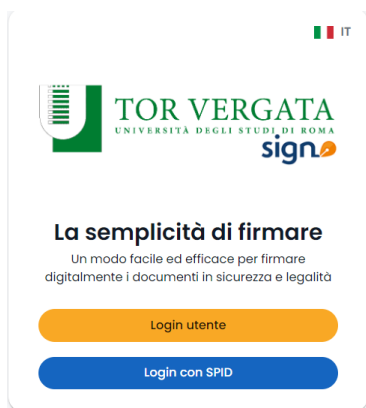 IT
TOR VERGATA
UNIVERSITÀ DEGLI STUDI DI ROMA
sign
La semplicità di firmare
Un modo facile ed efficace per firmare
digitalmente i documenti in sicurezza e legalità
Login utente
Login con SPID